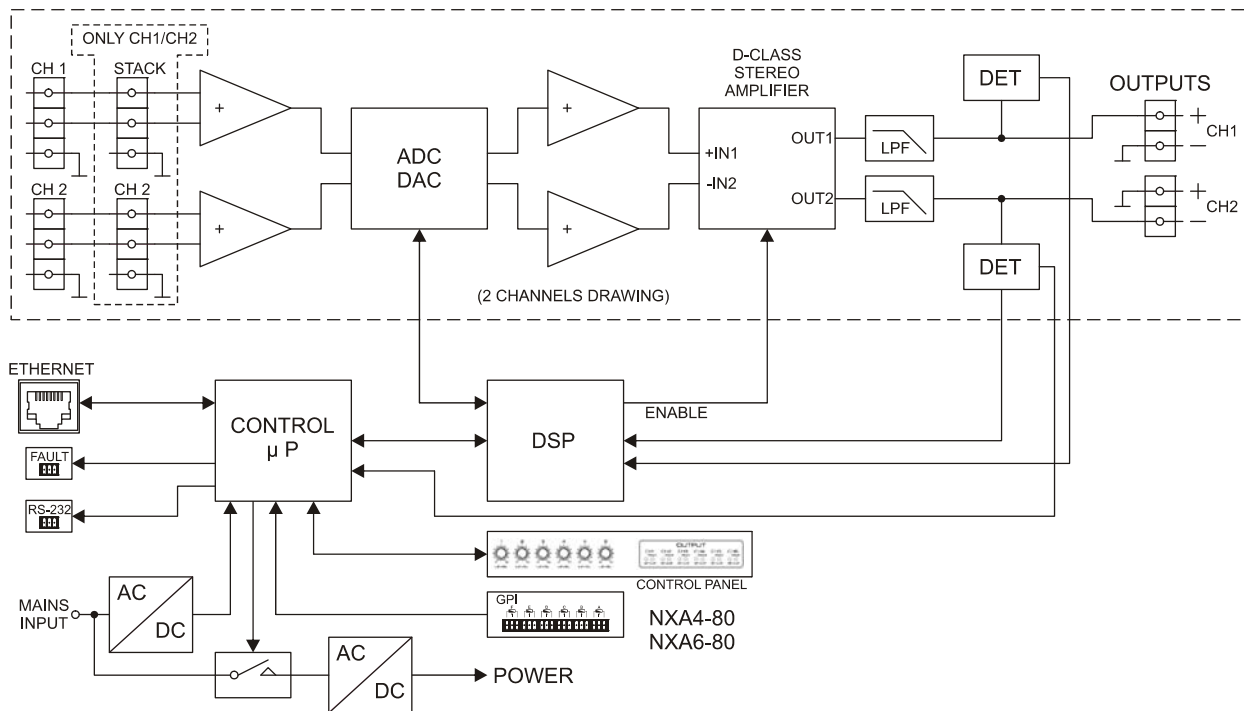 ONLY CH1/CH2
CH 1
STACK
CH 2
CH 2
+
+
ADC
DAC
+
+
D-CLASS
STEREO
AMPLIFIER
+IN1
-IN2
OUT1
OUT2
LPF
LPF
DET
DET
OUTPUTS
+
CH1
−
+
CH2
−
(2 CHANNELS DRAWING)
ETHERNET
FAULT
RS-232
CONTROL
µ P
DSP
ENABLE
OUTPUT
CONTROL PANEL
GPI
NXA4-80
NXA6-80
MAINS
INPUT
AC
DC
AC
DC
POWER